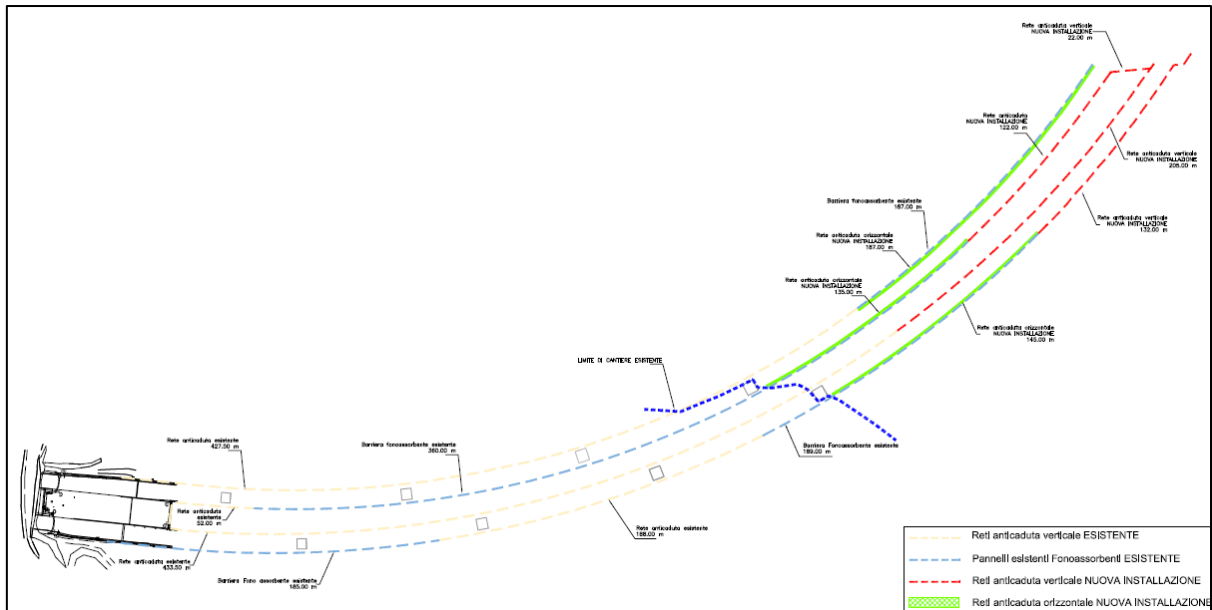 Rete anticaduta verticale
NUOVA INSTALLAZIONE
22.00 m
Rete anticaduta
NUOVA INSTALLAZIONE
122.00 m
Rete anticaduta verticale
NUOVA INSTALLAZIONE
205.00 m
Barriera fonoassorbente esistente
167.00 m
Rete anticaduta verticale
NUOVA INSTALLAZIONE
132.00 m
Rete anticaduta orizzontale
NUOVA INSTALLAZIONE
167.00 m
Rete anticaduta orizzontale
NUOVA INSTALLAZIONE
135.00 m
Rete anticaduta orizzontale
NUOVA INSTALLAZIONE
145.00 m
LIMITE DI CANTIERE ESISTENTE
Rete anticaduta esistente
427.50 m
Barriera fonoassorbente esistente
360.00 m
Barriera Fonoassorbente esistente
169.00 m
Rete anticaduta
esistente
52.00 m
Rete anticaduta esistente
188.00 m
Rete anticaduta esistente
433.50 m
Barriera Fono assorbente esistente
185.00 m
Reti anticaduta verticale ESISTENTE
Pannelli esistenti Fonoassorbenti ESISTENTE
Reti anticaduta verticale NUOVA INSTALLAZIONE
Reti anticaduta orizzontale NUOVA INSTALLAZIONE